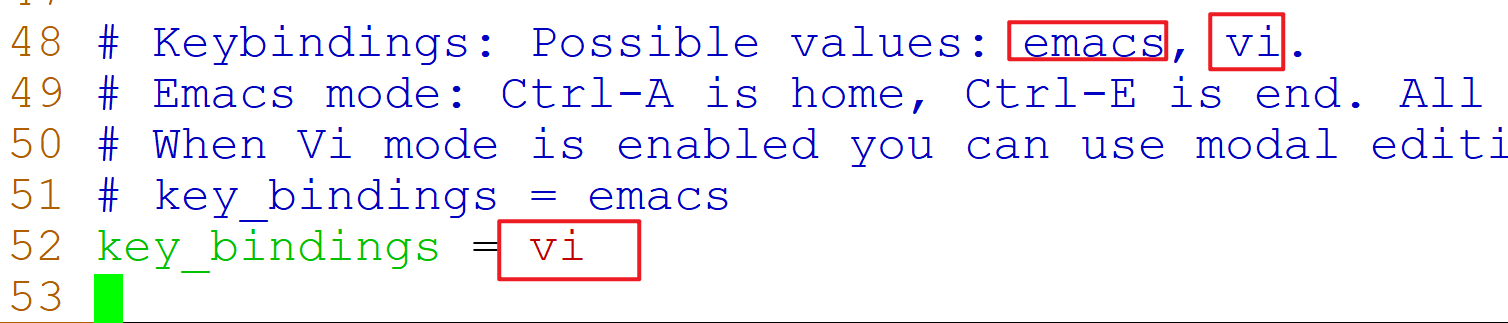 48 # Keybindings: Possible values: emacs, vi.
49 # Emacs mode: Ctrl-A is home, Ctrl-E is end. All
50 # When Vi mode is enabled you can use modal editi
51 # key_bindings = emacs
52 key_bindings = vi
53